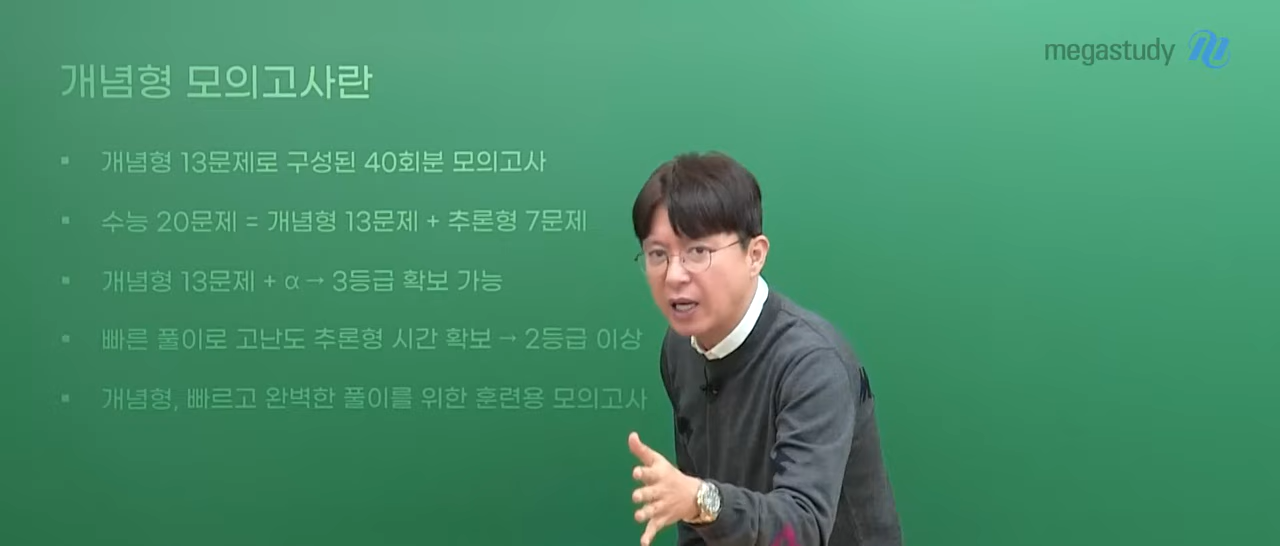 megastudy
개념형 모의고사란
▪ 개념형 13문제로 구성된 40회분 모의고사
▪ 수능 20문제 = 개념형 13문제 + 추론형 7문제
▪ 개념형 13문제 + α → 3등급 확보 가능
▪ 빠른 풀이로 고난도 추론형 시간 확보 → 2등급 이상
▪ 개념형, 빠르고 완벽한 풀이를 위한 훈련용 모의고사